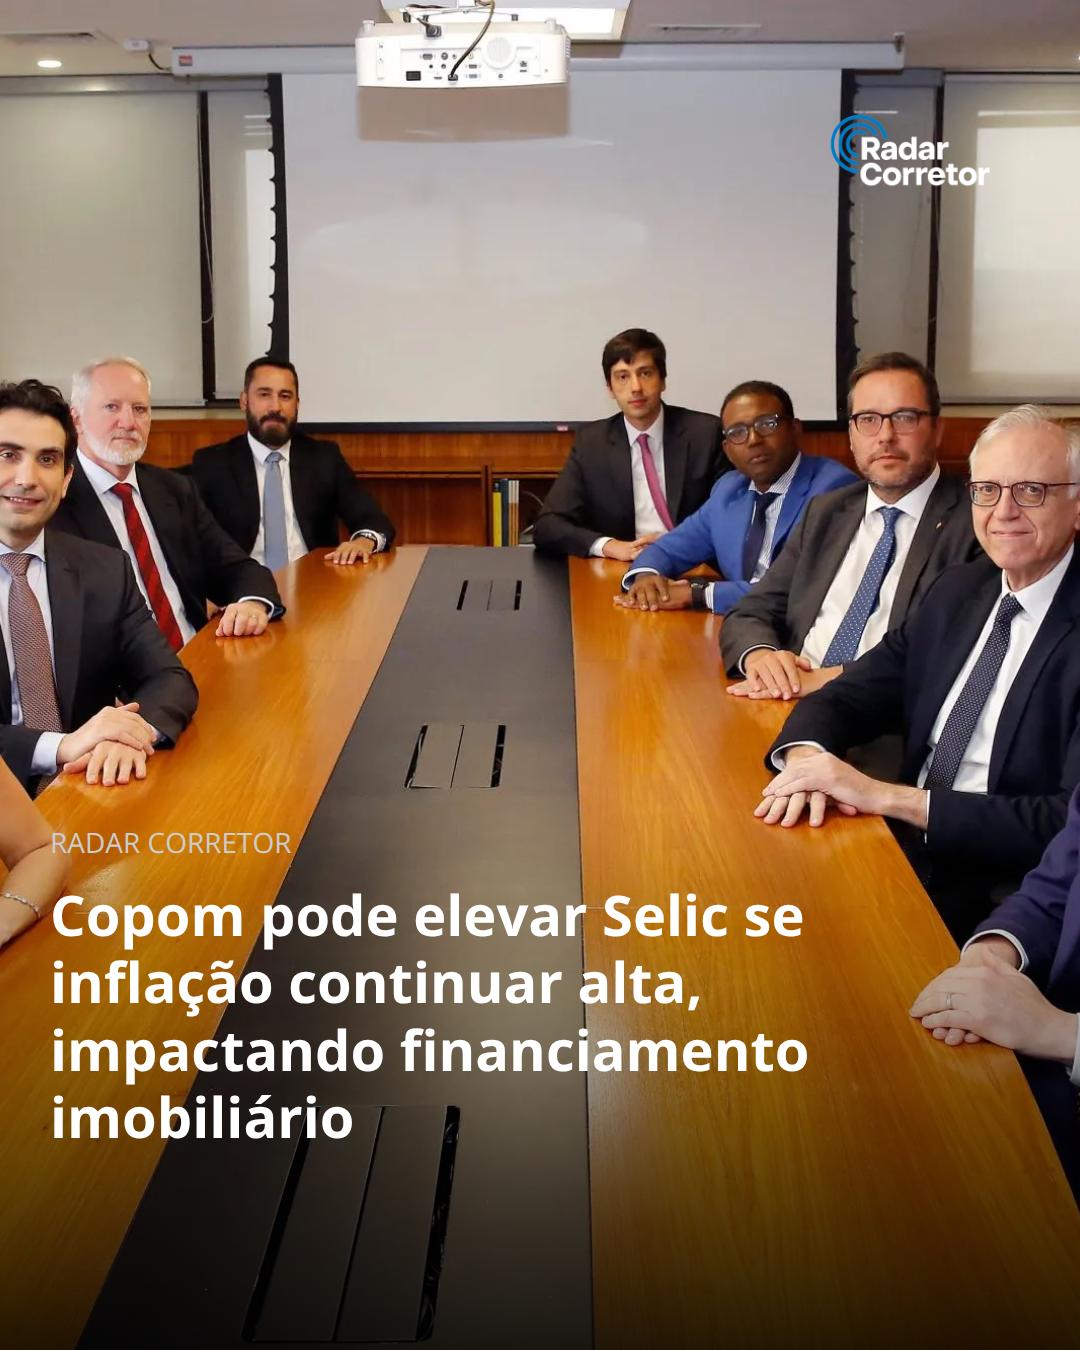 Radar
Corretor
RADAR CORRETOR
Copom pode elevar Selic se
inflação continuar alta,
impactando financiamento
imobiliário